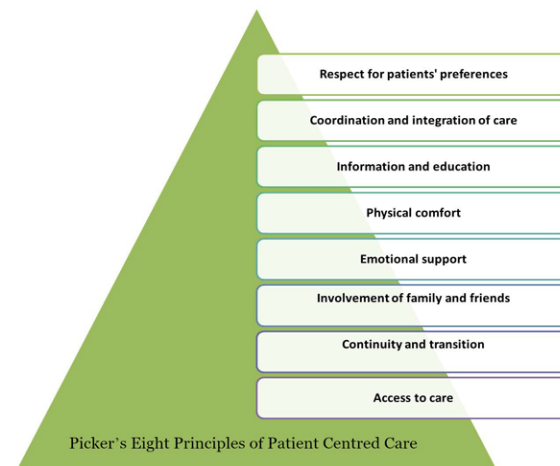 Respect for patients' preferences
Coordination and integration of care
Information and education
Physical comfort
Emotional support
Involvement of family and friends
Continuity and transition
Access to care
Picker's Eight Principles of Patient Centred Care